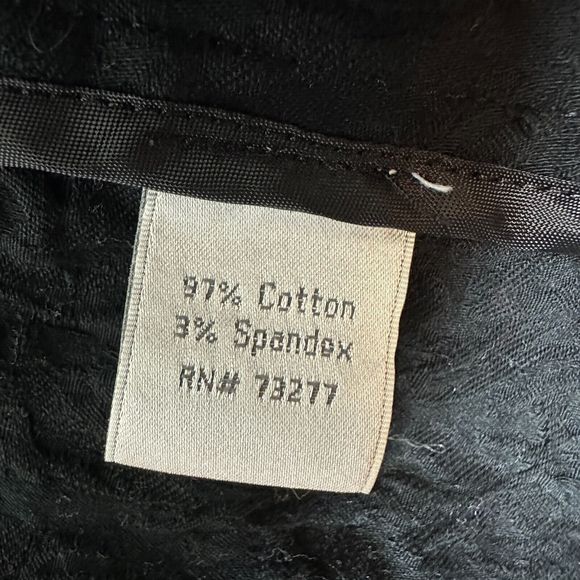 97% Cotton
3% Spandex
RN# 73277